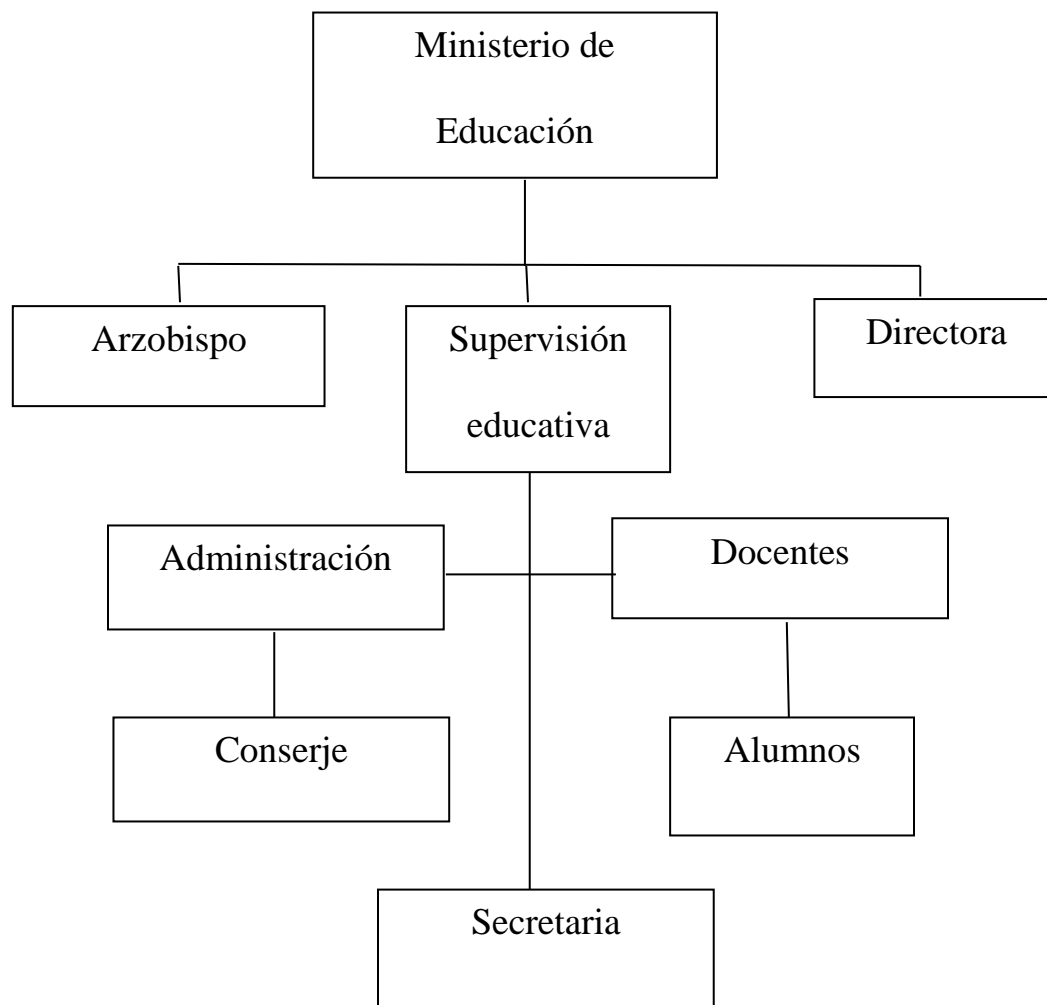 Ministerio de
Educación
Arzobispo
Supervisión
educativa
Directora
Administración
Docentes
Conserje
Alumnos
Secretaria